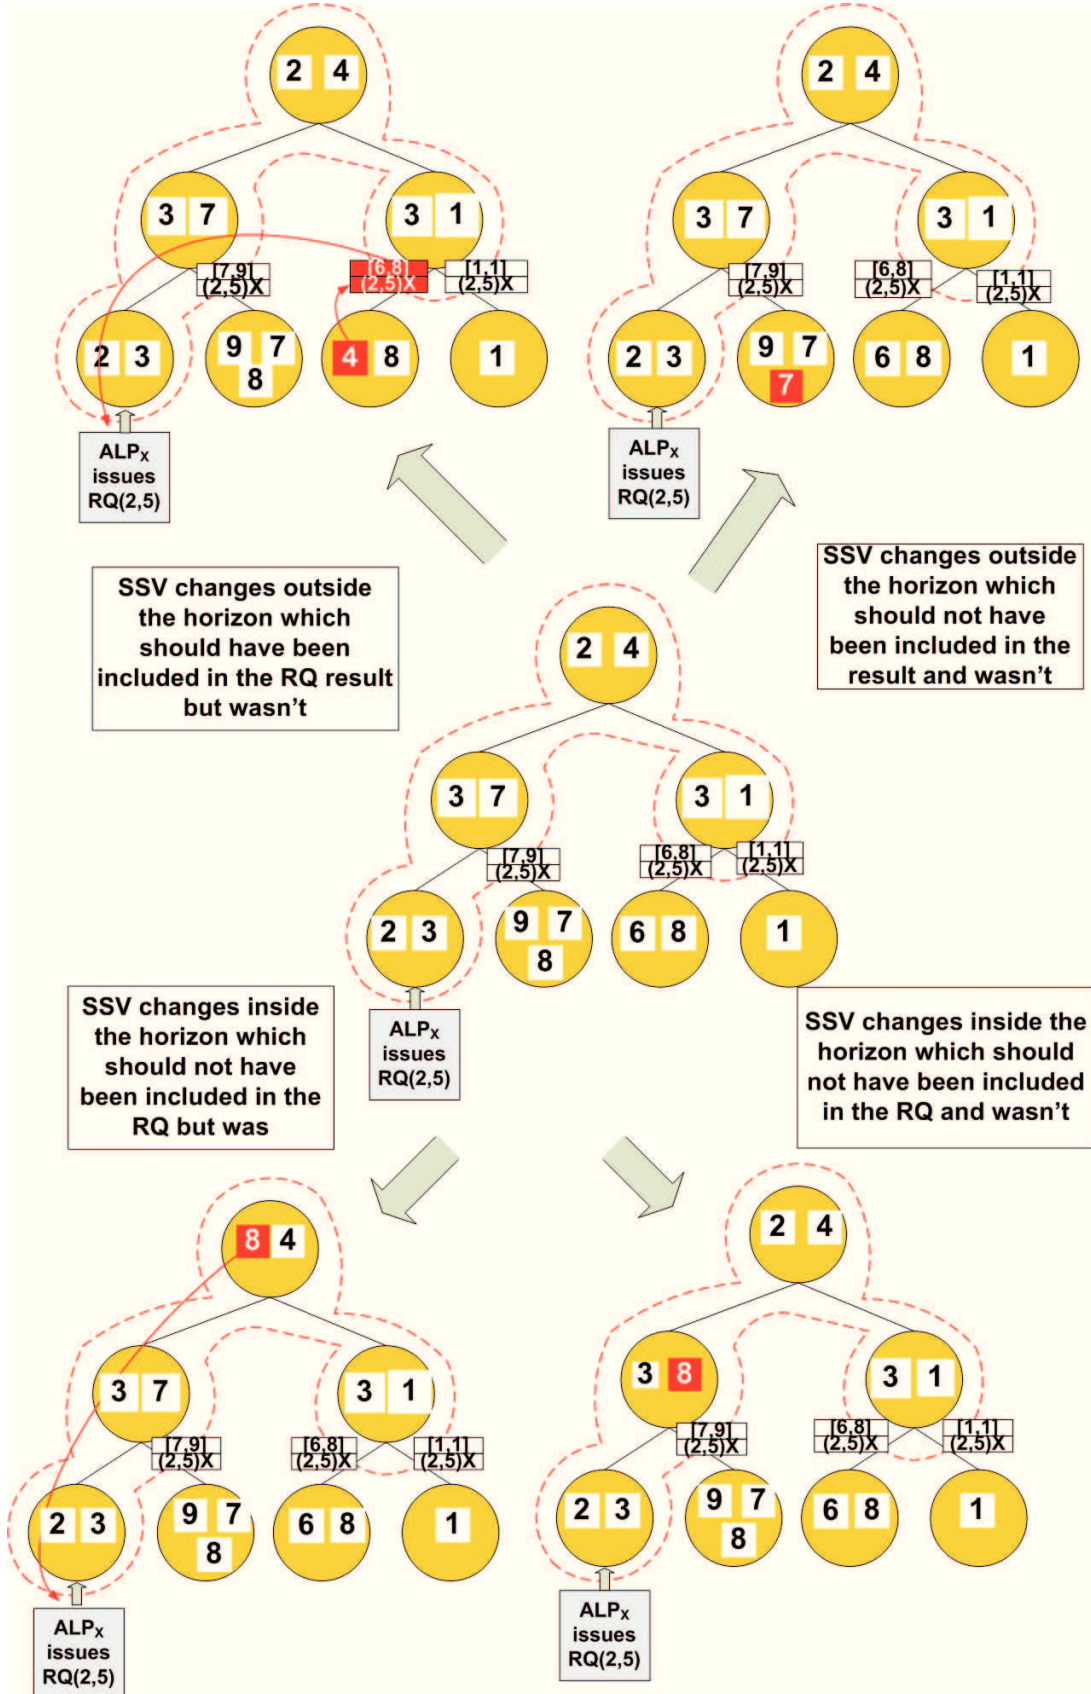 2 4
3 7
3 1
[7,9]
(2,5)X
[6,8]
(2,5)X
[1,1]
(2,5)X
2 3
9 7
8
4 8
1
ALPX
issues
RQ(2,5)
2 4
3 7
3 1
[7,9]
(2,5)X
[6,8]
(2,5)X
[1,1]
(2,5)X
2 3
9 7
7
6 8
1
ALPX
issues
RQ(2,5)
SSV changes outside
the horizon which
should have been
included in the RQ result
but wasn't
SSV changes outside
the horizon which
should not have
been included in the
result and wasn't
2 4
3 7
3 1
[7,9]
(2,5)X
[6,8]
(2,5)X
[1,1]
(2,5)X
2 3
9 7
8
6 8
1
ALPX
issues
RQ(2,5)
SSV changes inside
the horizon which
should not have
been included in the
RQ but was
SSV changes inside the
horizon which should
not have been included
in the RQ and wasn't
8 4
3 7
3 1
[7,9]
(2,5)X
[6,8]
(2,5)X
[1,1]
(2,5)X
2 3
9 7
8
6 8
1
ALPX
issues
RQ(2,5)
2 4
3 8
3 1
[7,9]
(2,5)X
[6,8]
(2,5)X
[1,1]
(2,5)X
2 3
9 7
8
6 8
1
ALPX
issues
RQ(2,5)